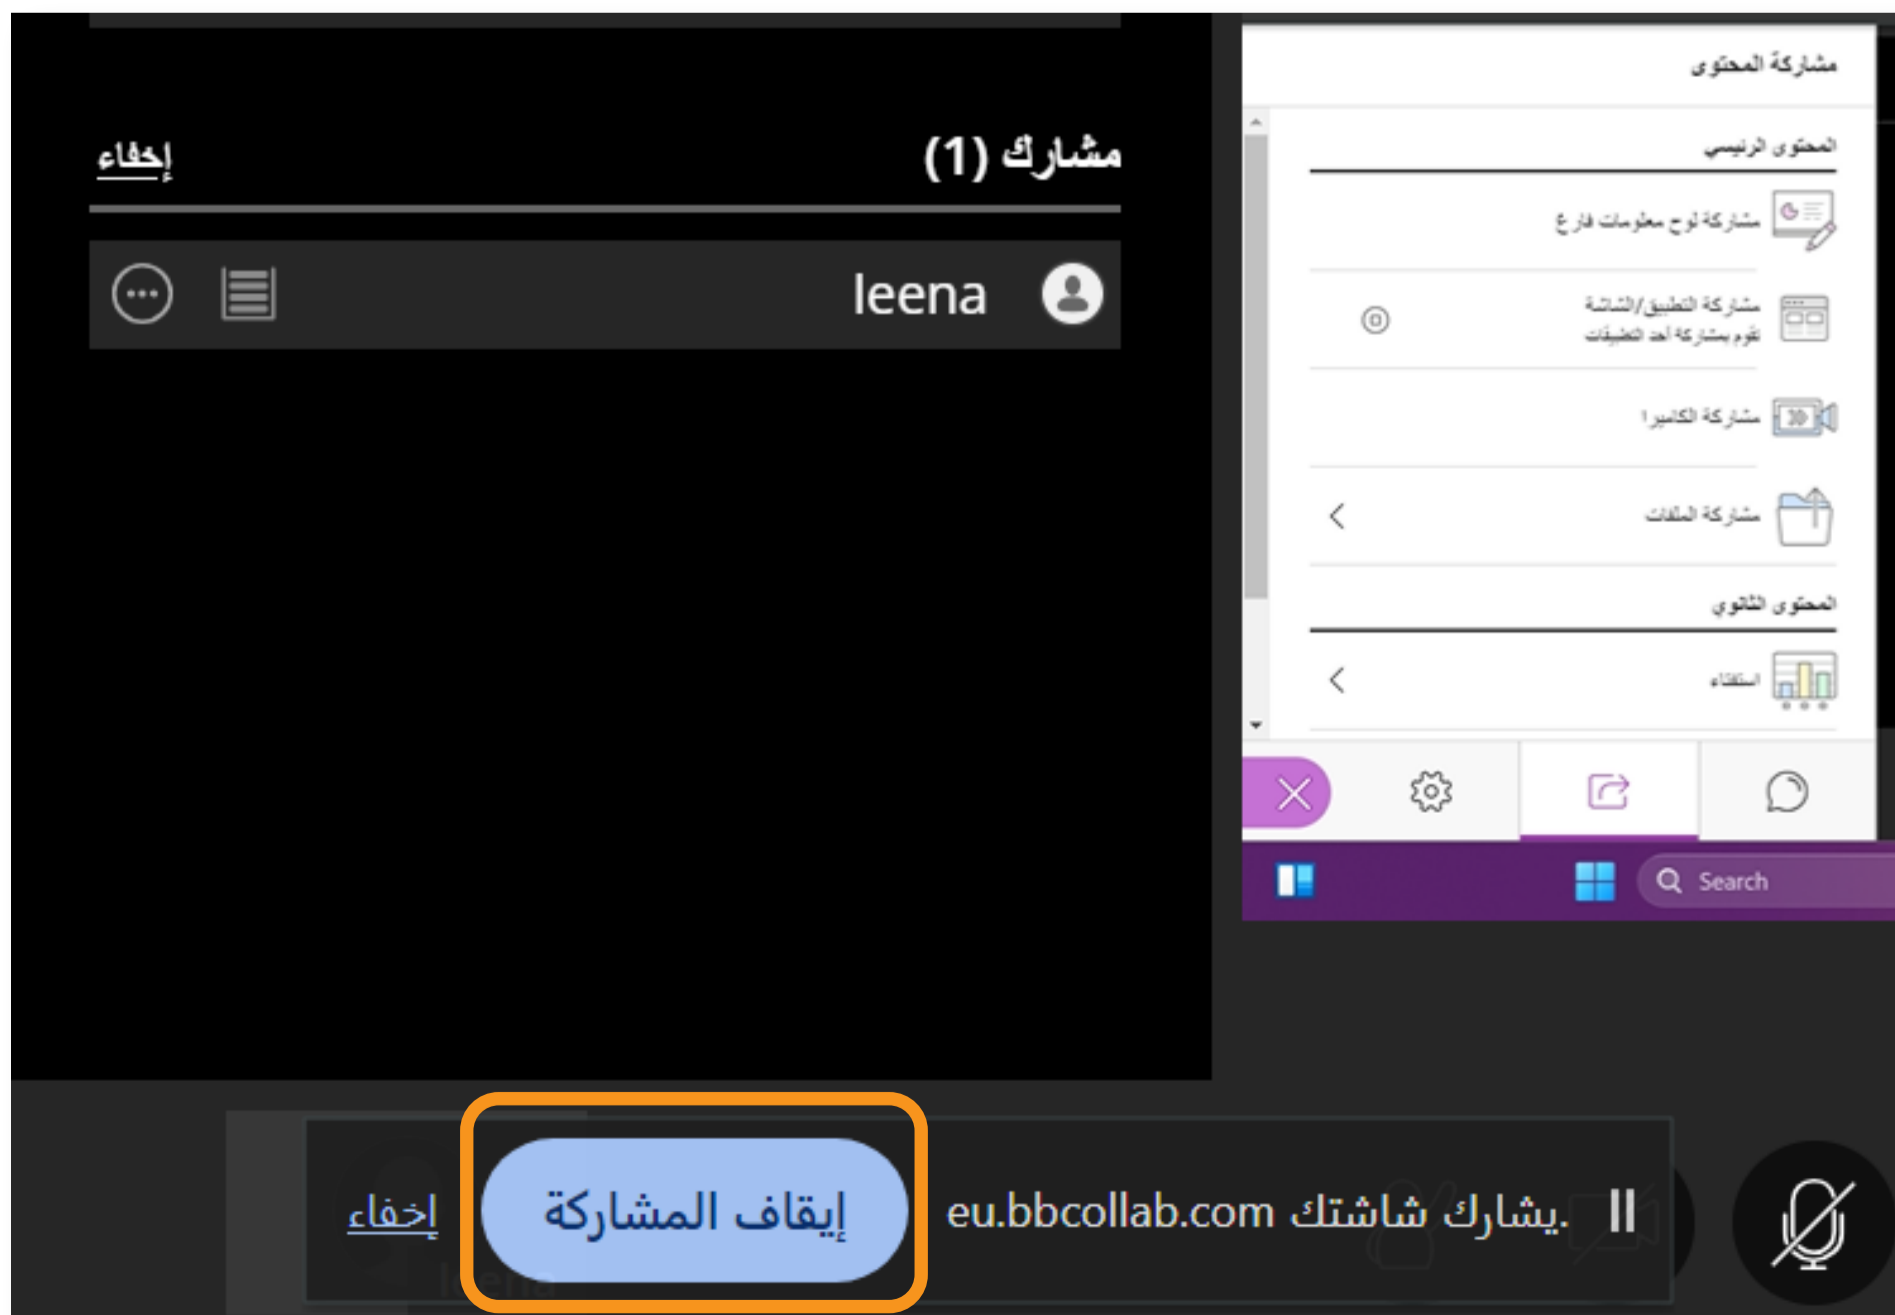 مشاركة المحتوى
المحتوى الرئيسي
مشاركة لوح معلومات فارغ
مشاركة التطبيق/الشاشة
تقوم بمشاركة أحد التطبيقات
مشاركة الكاميرا
مشاركة الملفات
المحتوى الثانوي
استفتاء
Search
مشارك (1)
إخفاء
leena
يشارك شاشتك eu.bbcollab.com.
إيقاف المشاركة
إخفاء
leena